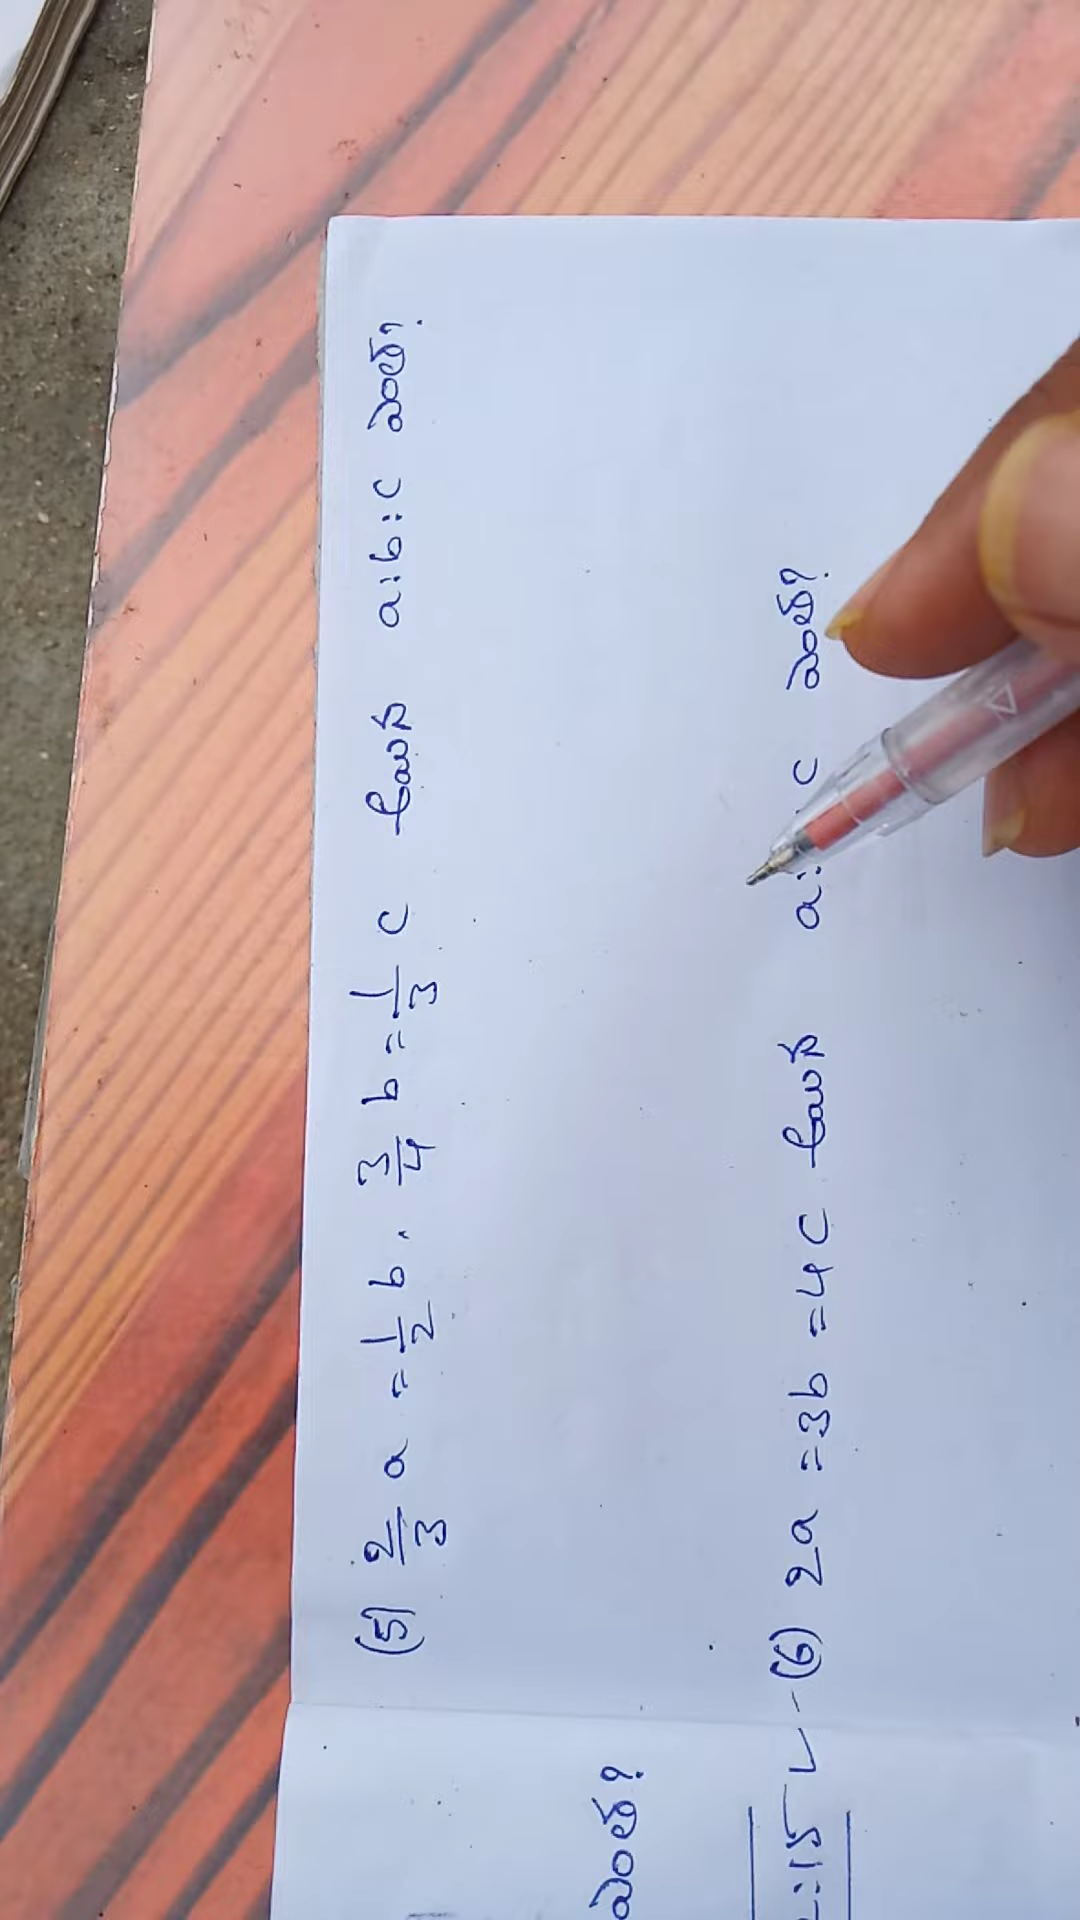 (5) 2/3 a = 1/2 b, 3/4 b = 1/3 c అయిన a:b:c ఎంత?
ఎంత?
:15 (6) 2a = 3b = 4c అయిన a: c ఎంత?